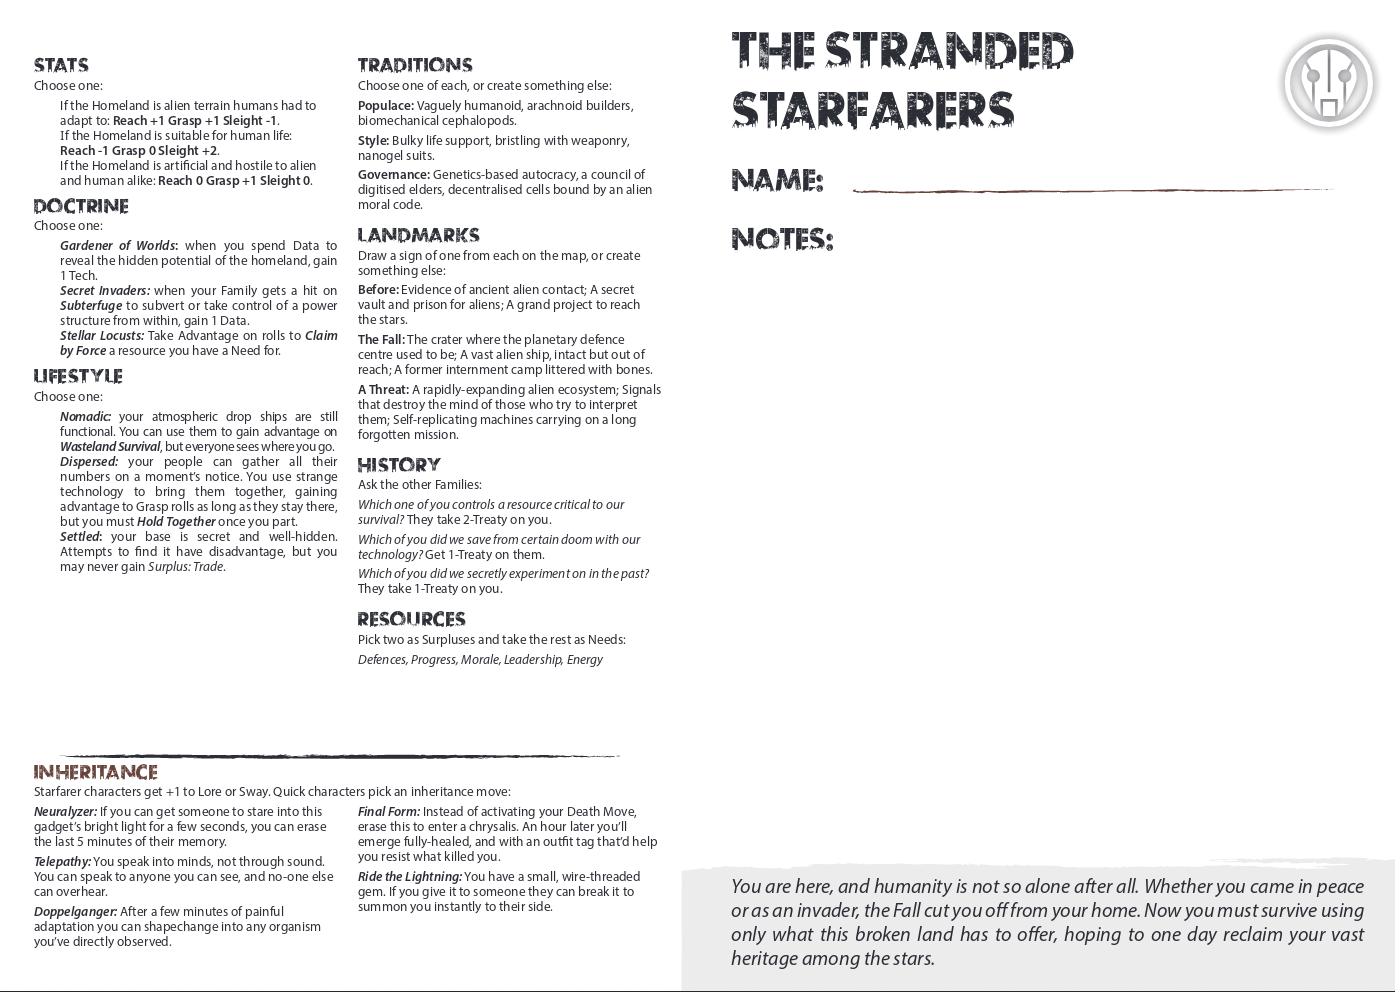 STATS
Choose one:
If the Homeland is alien terrain humans had to
adapt to: Reach +1 Grasp +1 Sleight -1.
If the Homeland is suitable for human life:
Reach -1 Grasp 0 Sleight +2.
If the Homeland is artificial and hostile to alien
and human alike: Reach 0 Grasp +1 Sleight 0.
DOCTRINE
Choose one:
Gardener of Worlds: when you spend Data to
reveal the hidden potential of the homeland, gain
1 Tech.
Secret Invaders: when your Family gets a hit on
Subterfuge to subvert or take control of a power
structure from within, gain 1 Data.
Stellar Locusts: Take Advantage on rolls to Claim
by Force a resource you have a Need for.
LIFESTYLE
Choose one:
Nomadic: your atmospheric drop ships are still
functional. You can use them to gain advantage on
Wasteland Survival, but everyone sees where you go.
Dispersed: your people can gather all their
numbers on a moment's notice. You use strange
technology to bring them together, gaining
advantage to Grasp rolls as long as they stay there,
but you must Hold Together once you part.
Settled: your base is secret and well-hidden.
Attempts to find it have disadvantage, but you
may never gain Surplus: Trade.
TRADITIONS
Choose one of each, or create something else:
Populace: Vaguely humanoid, arachnoid builders,
biomechanical cephalopods.
Style: Bulky life support, bristling with weaponry,
nanogel suits.
Governance: Genetics-based autocracy, a council of
digitised elders, decentralised cells bound by an alien
moral code.
LANDMARKS
Draw a sign of one from each on the map, or create
something else:
Before: Evidence of ancient alien contact; A secret
vault and prison for aliens; A grand project to reach
the stars.
The Fall: The crater where the planetary defence
centre used to be; A vast alien ship, intact but out of
reach; A former internment camp littered with bones.
A Threat: A rapidly-expanding alien ecosystem; Signals
that destroy the mind of those who try to interpret
them; Self-replicating machines carrying on a long
forgotten mission.
HISTORY
Ask the other Families:
Which one of you controls a resource critical to our
survival? They take 2-Treaty on you.
Which of you did we save from certain doom with our
technology? Get 1-Treaty on them.
Which of you did we secretly experiment on in the past?
They take 1-Treaty on you.
RESOURCES
Pick two as Surpluses and take the rest as Needs:
Defences, Progress, Morale, Leadership, Energy
INHERITANCE
Starfarer characters get +1 to Lore or Sway. Quick characters pick an inheritance move:
Neuralyzer: If you can get someone to stare into this
gadget's bright light for a few seconds, you can erase
the last 5 minutes of their memory.
Telepathy: You speak into minds, not through sound.
You can speak to anyone you can see, and no-one else
can overhear.
Doppelganger: After a few minutes of painful
adaptation you can shapechange into any organism
you've directly observed.
Final Form: Instead of activating your Death Move,
erase this to enter a chrysalis. An hour later you'll
emerge fully-healed, and with an outfit tag that'd help
you resist what killed you.
Ride the Lightning: You have a small, wire-threaded
gem. If you give it to someone they can break it to
summon you instantly to their side.
THE STRANDED
STARFARERS
NAME:
NOTES:
You are here, and humanity is not so alone after all. Whether you came in peace
or as an invader, the Fall cut you off from your home. Now you must survive using
only what this broken land has to offer, hoping to one day reclaim your vast
heritage among the stars.